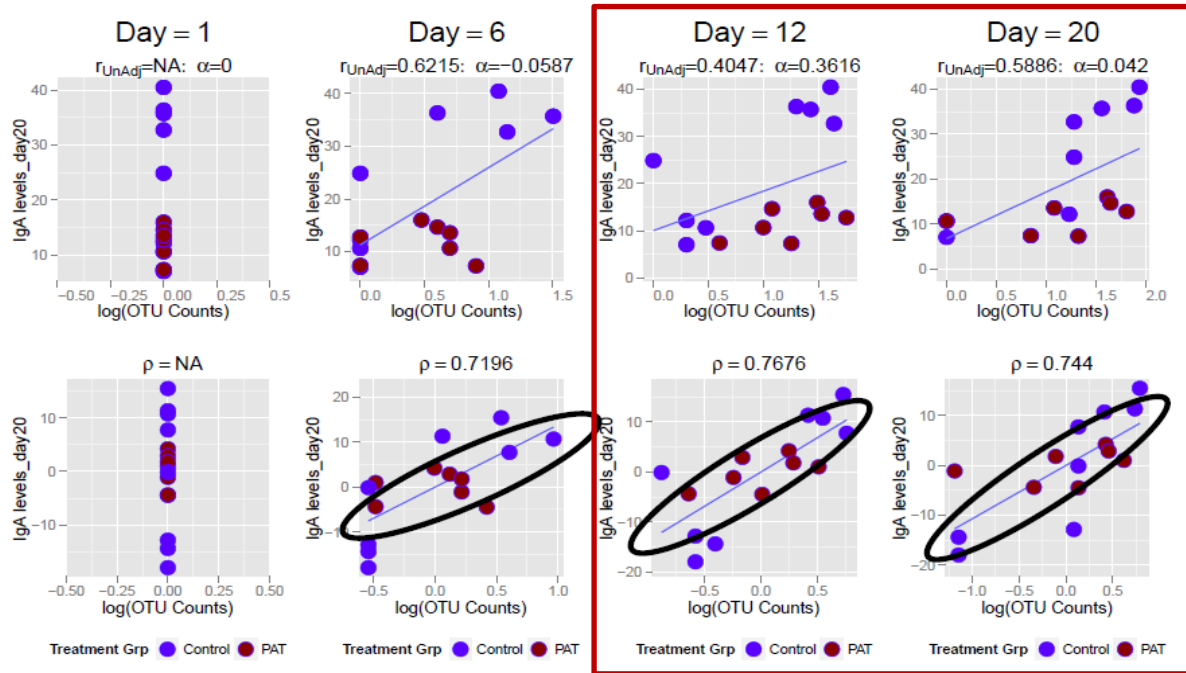 Day = 1
Day = 6
Day = 12
Day = 20
r_UnAdj=NA: α=0
r_UnAdj=0.6215: α=−0.0587
r_UnAdj=0.4047: α=0.3616
r_UnAdj=0.5886: α=0.042
IgA levels_day20
40
30
20
10
−0.50
−0.25
0.00
0.25
0.5
log(OTU Counts)
IgA levels_day20
40
30
20
10
0.0
0.5
1.0
1.5
log(OTU Counts)
IgA levels_day20
40
30
20
10
0
0.0
0.5
1.0
1.5
log(OTU Counts)
IgA levels_day20
40
30
20
10
0
0.0
0.5
1.0
1.5
2.0
log(OTU Counts)
ρ = NA
ρ = 0.7196
ρ = 0.7676
ρ = 0.744
IgA levels_day20
10
0
−10
−0.50
−0.25
0.00
0.25
0.50
log(OTU Counts)
IgA levels_day20
20
10
0
−0.5
0.0
0.5
1.0
log(OTU Counts)
IgA levels_day20
10
0
−10
−20
−0.5
0.0
0.5
log(OTU Counts)
IgA levels_day20
10
0
−10
−20
−1.0
−0.5
0.0
0.5
log(OTU Counts)
Treatment Grp Control PAT
Treatment Grp Control PAT
Treatment Grp Control PAT
Treatment Grp Control PAT